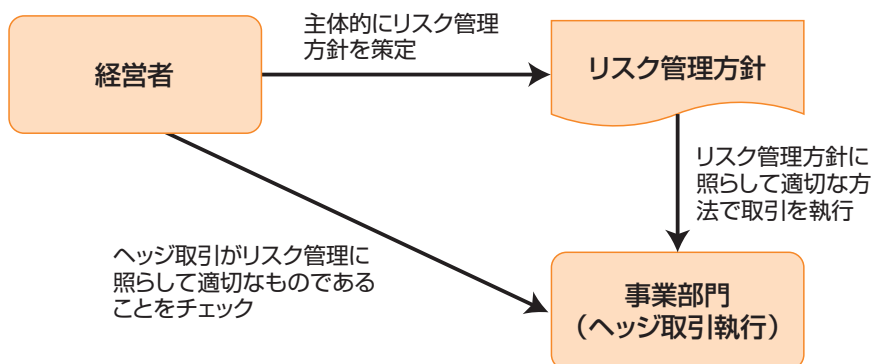 主体的にリスク管理
方針を策定
経営者
リスク管理方針
リスク管理方針に
照らして適切な方
法で取引を執行
ヘッジ取引がリスク管理に
照らして適切なものである
ことをチェック
事業部門
（ヘッジ取引執行）